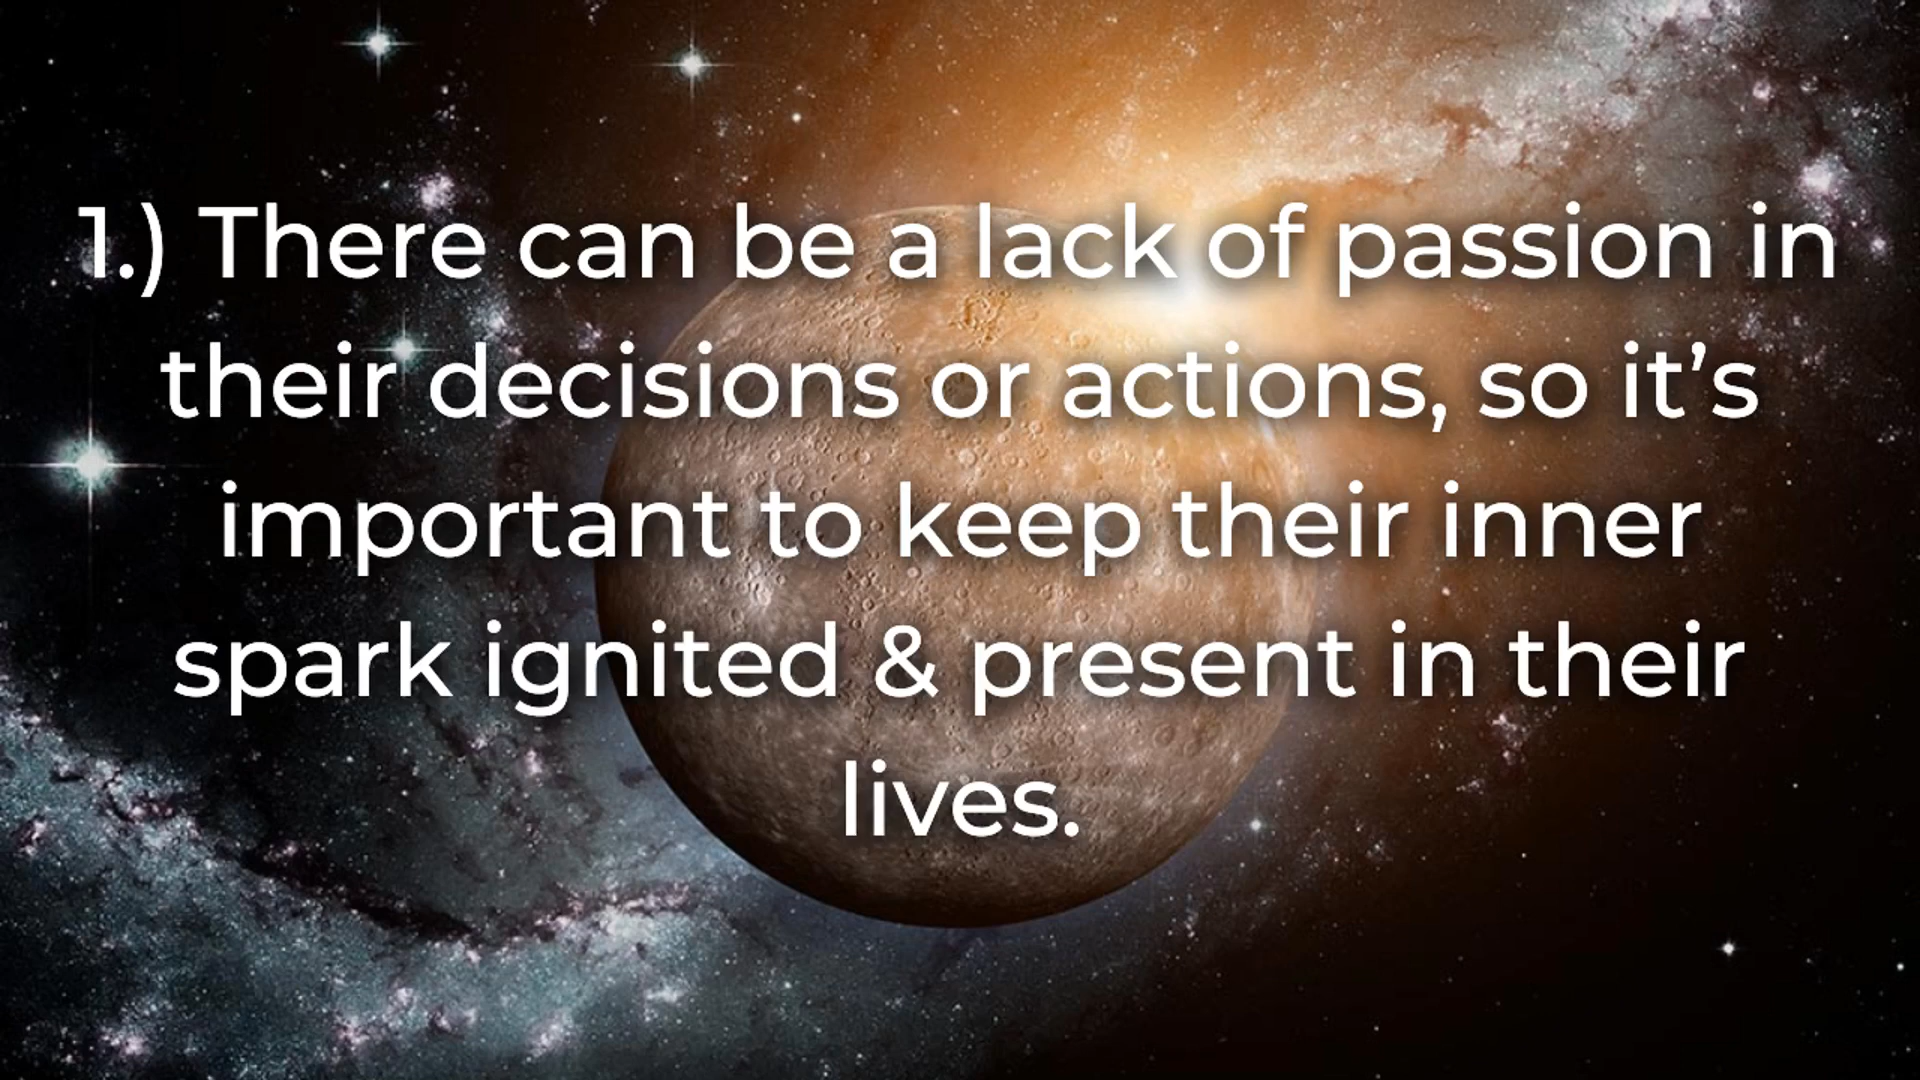 1.) There can be a lack of passion in
their decisions or actions, so it’s
important to keep their inner
spark ignited & present in their
lives.